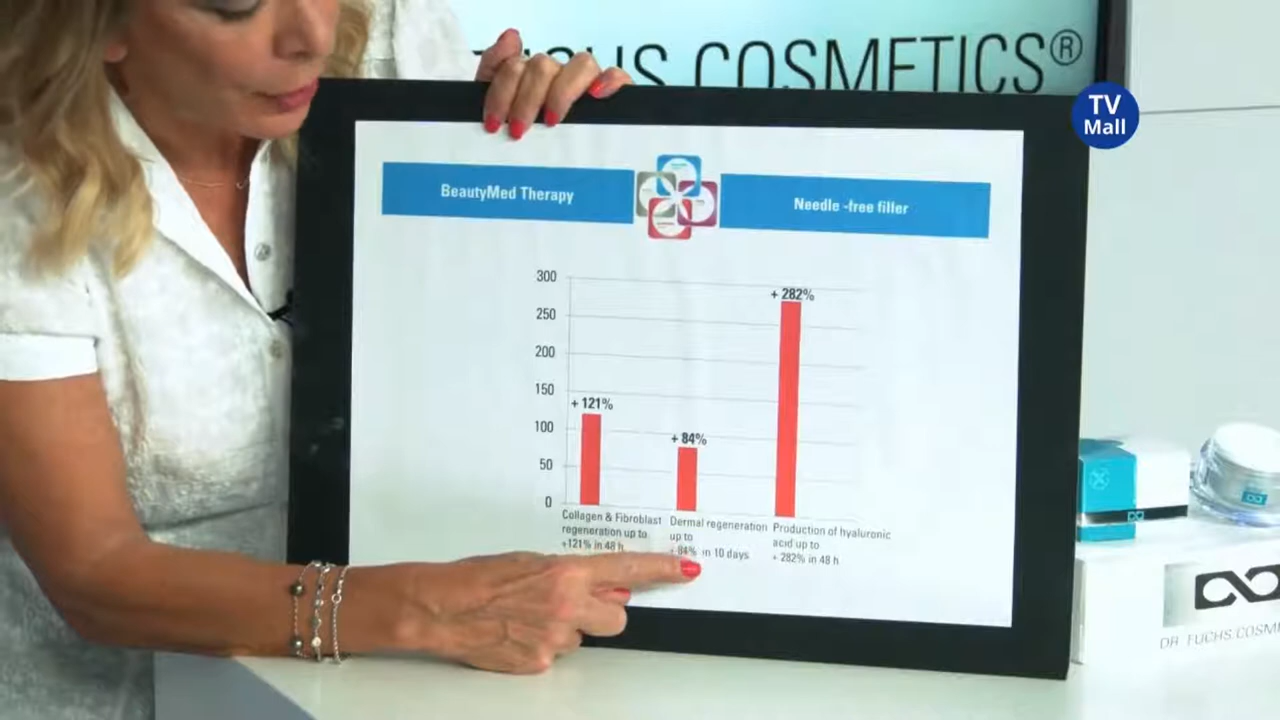 COSMETICS®
TV
Mall
BeautyMed Therapy
Needle -free filler
300
250
200
150
100
50
0
+ 121%
+ 84%
+ 282%
Collagen & Fibroblast
regeneration up to
+121% in 48 h
Dermal regeneration
up to
+84% in 10 days
Production of hyaluronic
acid up to
+ 282% in 48 h
DR. FUCHS COSME